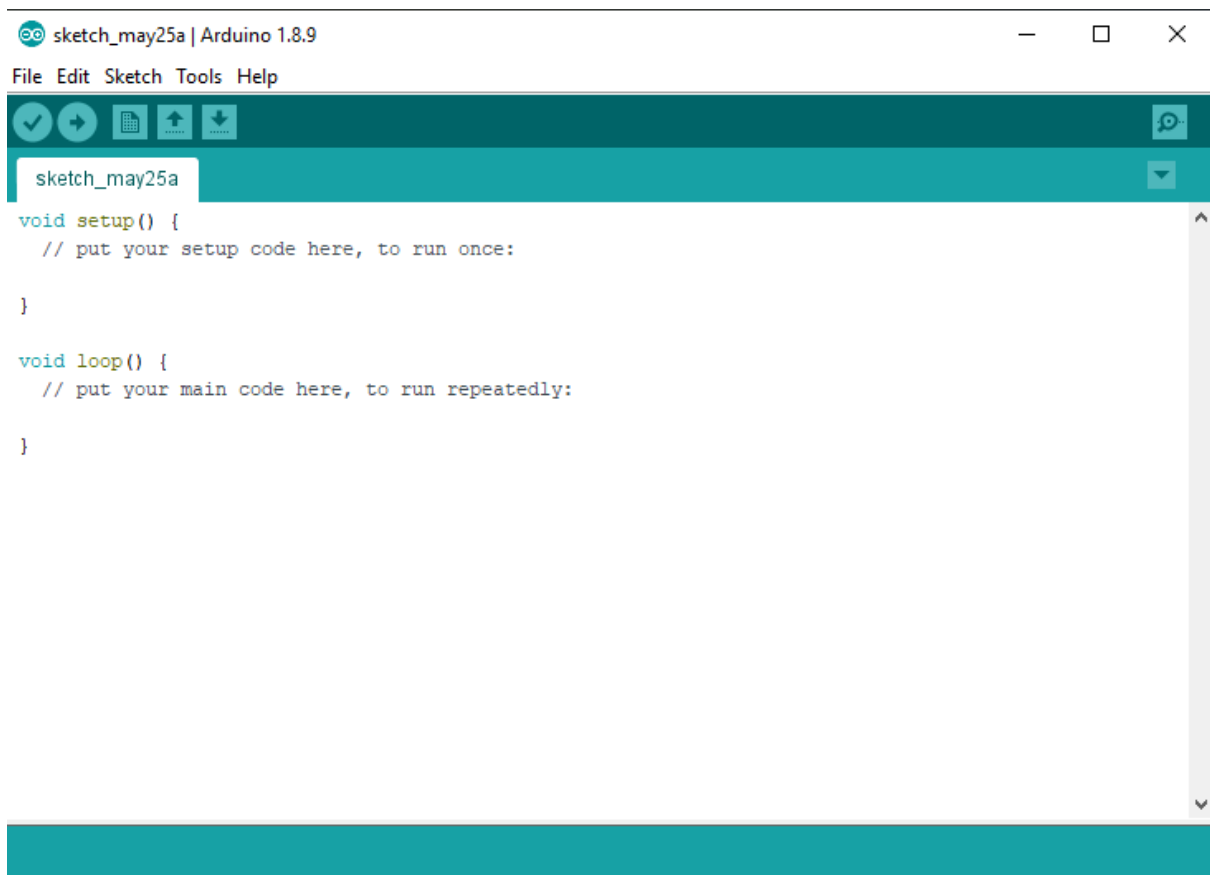 sketch_may25a | Arduino 1.8.9
File Edit Sketch Tools Help
sketch_may25a
void setup() {
  // put your setup code here, to run once:
}
void loop() {
  // put your main code here, to run repeatedly:
}